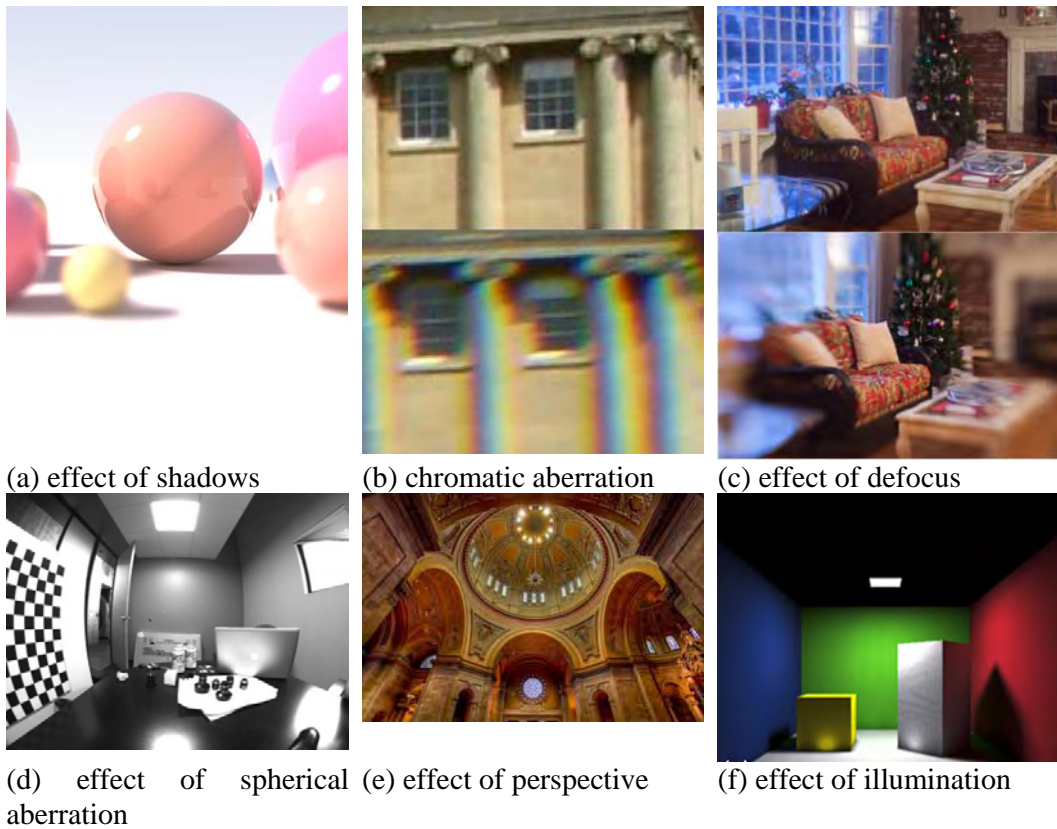 (a) effect of shadows
(b) chromatic aberration
(c) effect of defocus
(d) effect of spherical
aberration
(e) effect of perspective
(f) effect of illumination